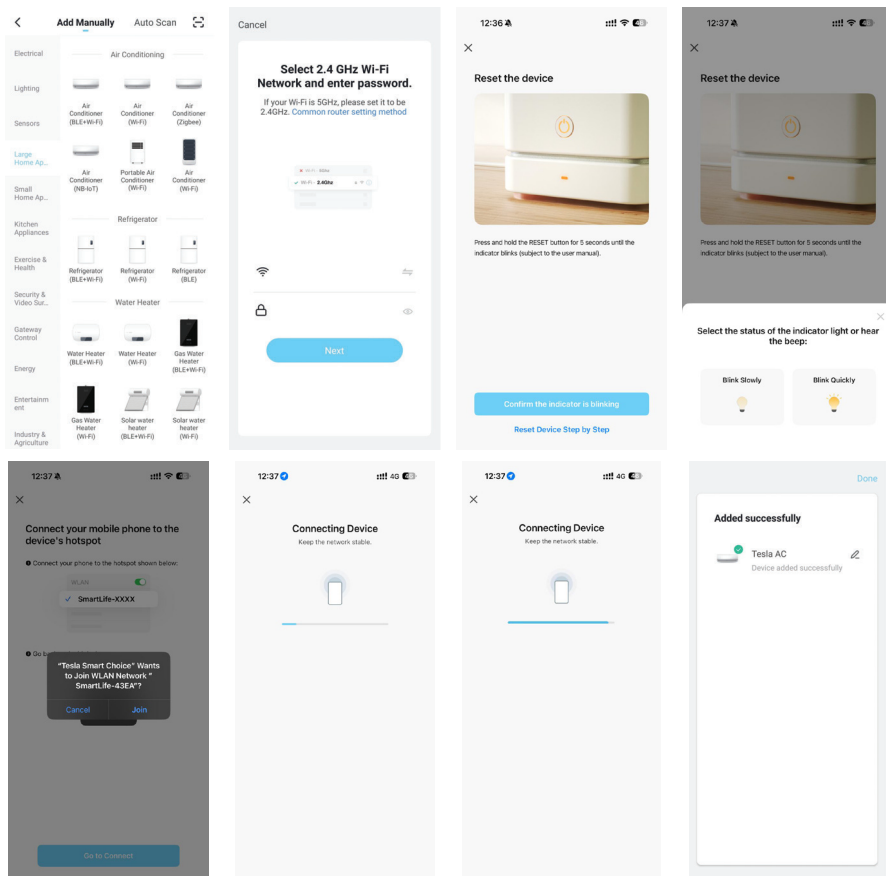 Add Manually
Auto Scan
Electrical
Lighting
Sensors
Large
Home Ap...
Small
Home Ap...
Kitchen
Appliances
Exercise &
Health
Security &
Video Sur...
Gateway
Control
Energy
Entertainm
ent
Industry &
Agriculture
Air Conditioning
Air
Conditioner
(BLE+Wi-Fi)
Air
Conditioner
(Wi-Fi)
Air
Conditioner
(Zigbee)
Air
Conditioner
(NB-IoT)
Portable Air
Conditioner
(Wi-Fi)
Air
Conditioner
(Wi-Fi)
Refrigerator
Refrigerator
(BLE+Wi-Fi)
Refrigerator
(Wi-Fi)
Refrigerator
(BLE)
Water Heater
Water Heater
(BLE+Wi-Fi)
Water Heater
(Wi-Fi)
Gas Water
Heater
(BLE+Wi-Fi)
Gas Water
Heater
(Wi-Fi)
Solar water
heater
(BLE+Wi-Fi)
Solar water
heater
(Wi-Fi)
Cancel
Select 2.4 GHz Wi-Fi
Network and enter password.
If your Wi-Fi is 5GHz, please set it to be
2.4GHz. Common router setting method
Wi-Fi - 5Ghz
Wi-Fi - 2.4Ghz
Next
12:36
Reset the device
Press and hold the RESET button for 5 seconds until the
indicator blinks (subject to the user manual).
Confirm the indicator is blinking
Reset Device Step by Step
12:37
Reset the device
Press and hold the RESET button for 5 seconds until the
indicator blinks (subject to the user manual).
Select the status of the indicator light or hear
the beep:
Blink Slowly
Blink Quickly
12:37
Connect your mobile phone to the
device's hotspot
1 Connect your phone to the hotspot shown below:
WLAN
SmartLife-XXXX
2 Go b
"Tesla Smart Choice" Wants
to Join WLAN Network "
SmartLife-43EA"?
Cancel
Join
Go to Connect
12:37
4G
Connecting Device
Keep the network stable.
12:37
4G
Connecting Device
Keep the network stable.
Done
Added successfully
Tesla AC
Device added successfully